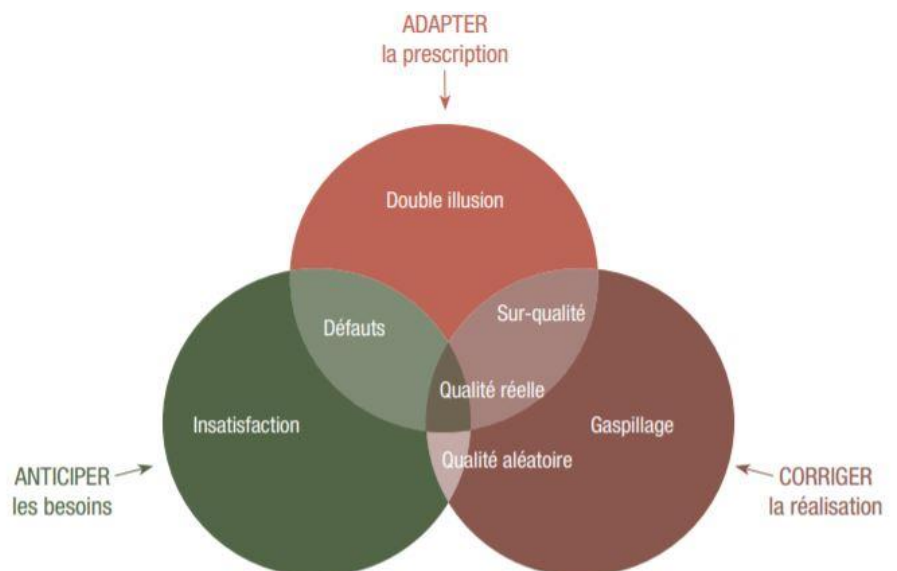 ADAPTER
la prescription
Double illusion
Sur-qualité
Défauts
Qualité réelle
Insatisfaction
Gaspillage
Qualité aléatoire
ANTICIPER
les besoins
CORRIGER
la réalisation